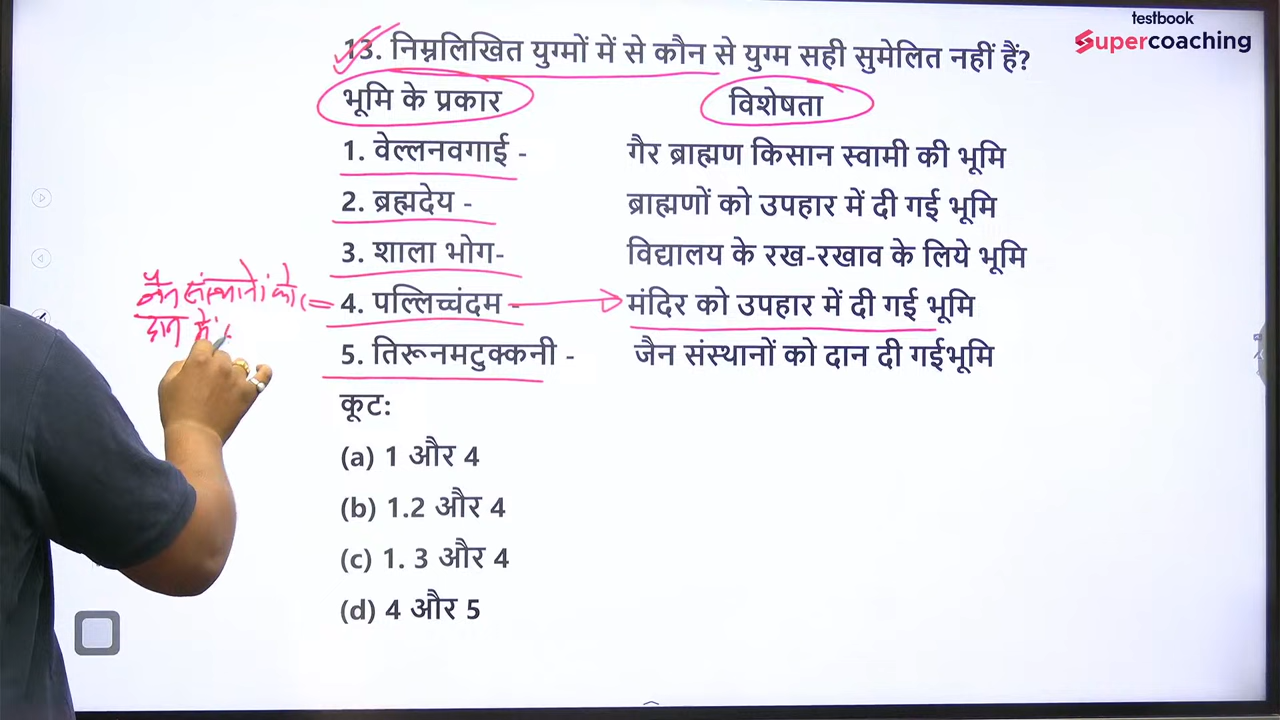 testbook
Supercoaching
13. निम्नलिखित युग्मों में से कौन से युग्म सही सुमेलित नहीं हैं?
भूमि के प्रकार विशेषता
1. वेल्लनवगाई - गैर ब्राह्मण किसान स्वामी की भूमि
2. ब्रह्मदेय - ब्राह्मणों को उपहार में दी गई भूमि
3. शाला भोग- विद्यालय के रख-रखाव के लिये भूमि
जैन संस्थानों को = 4. पल्लिच्चंदम - मंदिर को उपहार में दी गई भूमि
दान
5. तिरूनमटुक्कनी - जैन संस्थानों को दान दी गईभूमि
कूट:
(a) 1 और 4
(b) 1.2 और 4
(c) 1. 3 और 4
(d) 4 और 5